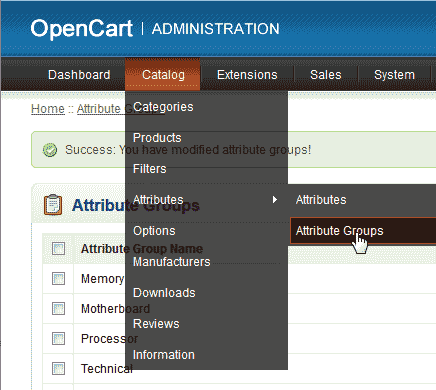 OpenCart | ADMINISTRATION
Dashboard Catalog Extensions Sales System
Home :: Attribute Groups
Categories
Success: You have modified attribute groups!
Products
Filters
Attributes Attributes
Attribute Groups
Options Attribute Groups
Attribute Group Name
Manufacturers
Memory
Downloads
Motherboard
Reviews
Processor
Information
Technical